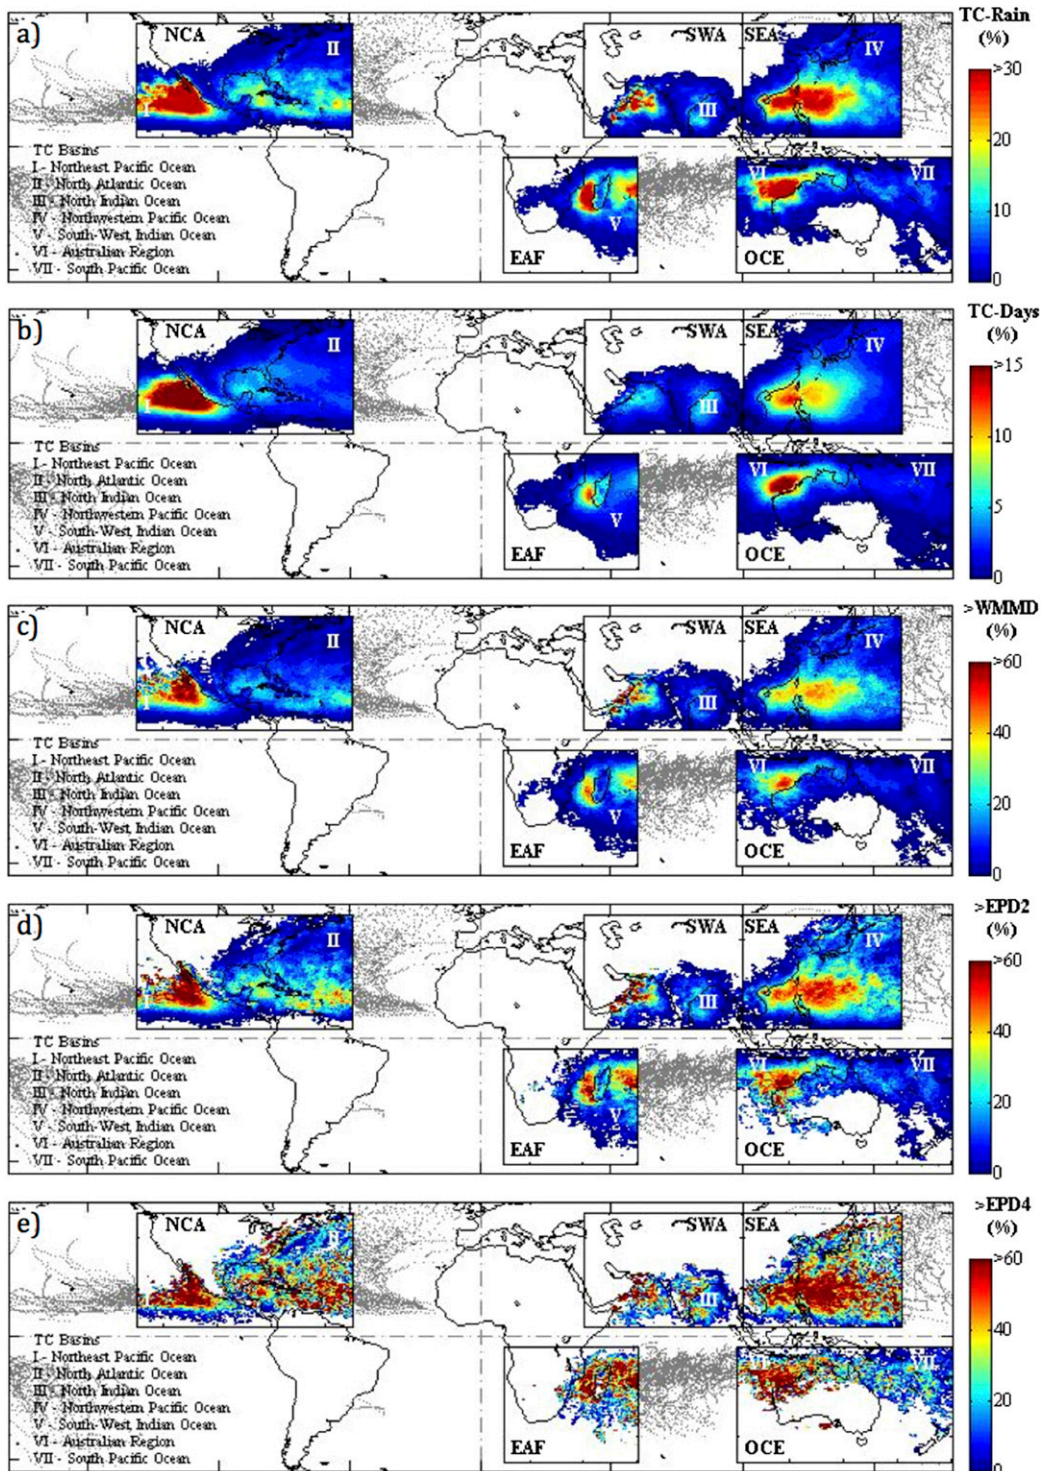 a)
NCA
II
SWA
SEA
IV
TC-Rain
(%)
I
III
>30
20
10
0
TC Basins
I - Northeast Pacific Ocean
II - North Atlantic Ocean
III - North Indian Ocean
IV - Northwestern Pacific Ocean
V - South-West Indian Ocean
VI - Australian Region
VII - South Pacific Ocean
V
EAF
VI
VII
OCE
b)
NCA
II
SWA
SEA
IV
TC-Days
(%)
I
III
>15
10
5
0
TC Basins
I - Northeast Pacific Ocean
II - North Atlantic Ocean
III - North Indian Ocean
IV - Northwestern Pacific Ocean
V - South-West Indian Ocean
VI - Australian Region
VII - South Pacific Ocean
V
EAF
VI
VII
OCE
c)
NCA
II
SWA
SEA
IV
>WMMD
(%)
I
III
>60
40
20
0
TC Basins
I - Northeast Pacific Ocean
II - North Atlantic Ocean
III - North Indian Ocean
IV - Northwestern Pacific Ocean
V - South-West Indian Ocean
VI - Australian Region
VII - South Pacific Ocean
V
EAF
VI
VII
OCE
d)
NCA
II
SWA
SEA
IV
>EPD2
(%)
I
III
>60
40
20
0
TC Basins
I - Northeast Pacific Ocean
II - North Atlantic Ocean
III - North Indian Ocean
IV - Northwestern Pacific Ocean
V - South-West Indian Ocean
VI - Australian Region
VII - South Pacific Ocean
V
EAF
VI
VII
OCE
e)
NCA
II
SWA
SEA
IV
>EPD4
(%)
I
III
>60
40
20
0
TC Basins
I - Northeast Pacific Ocean
II - North Atlantic Ocean
III - North Indian Ocean
IV - Northwestern Pacific Ocean
V - South-West Indian Ocean
VI - Australian Region
VII - South Pacific Ocean
EAF
VI
VII
OCE